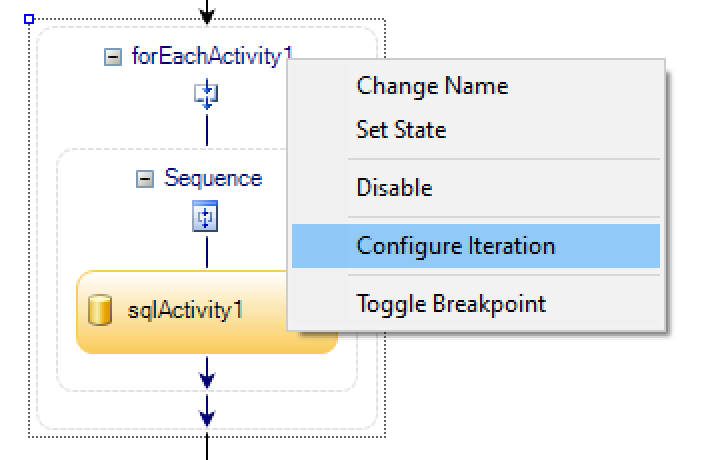 forEachActivity1
Change Name
Set State
Sequence
Disable
Configure Iteration
sqlActivity1
Toggle Breakpoint